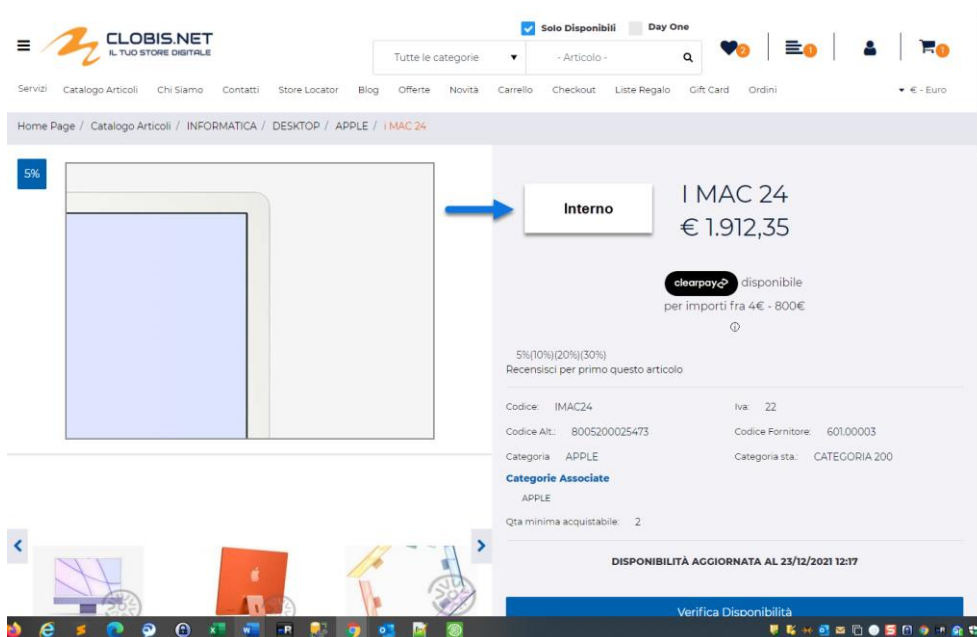 Solo Disponibili
Day One
CLOBIS.NET
IL TUO STORE DIGITALE
Tutte le categorie
- Articolo -
2
1
1
Servizi Catalogo Articoli Chi Siamo Contatti Store Locator Blog Offerte Novità Carrello Checkout Liste Regalo Gift Card Ordini € - Euro
Home Page / Catalogo Articoli / INFORMATICA / DESKTOP / APPLE / I MAC 24
5%
Interno
I MAC 24
€ 1.912,35
clearpay disponibile
per importi fra 4€ - 800€
5%(10%)(20%)(30%)
Recensisci per primo questo articolo
Codice: IMAC24 Iva: 22
Codice Alt.: 8005200025473 Codice Fornitore: 601.00003
Categoria APPLE Categoria sta.: CATEGORIA 200
Categorie Associate
APPLE
Qta minima acquistabile: 2
DISPONIBILITÀ AGGIORNATA AL 23/12/2021 12:17
Verifica Disponibilità